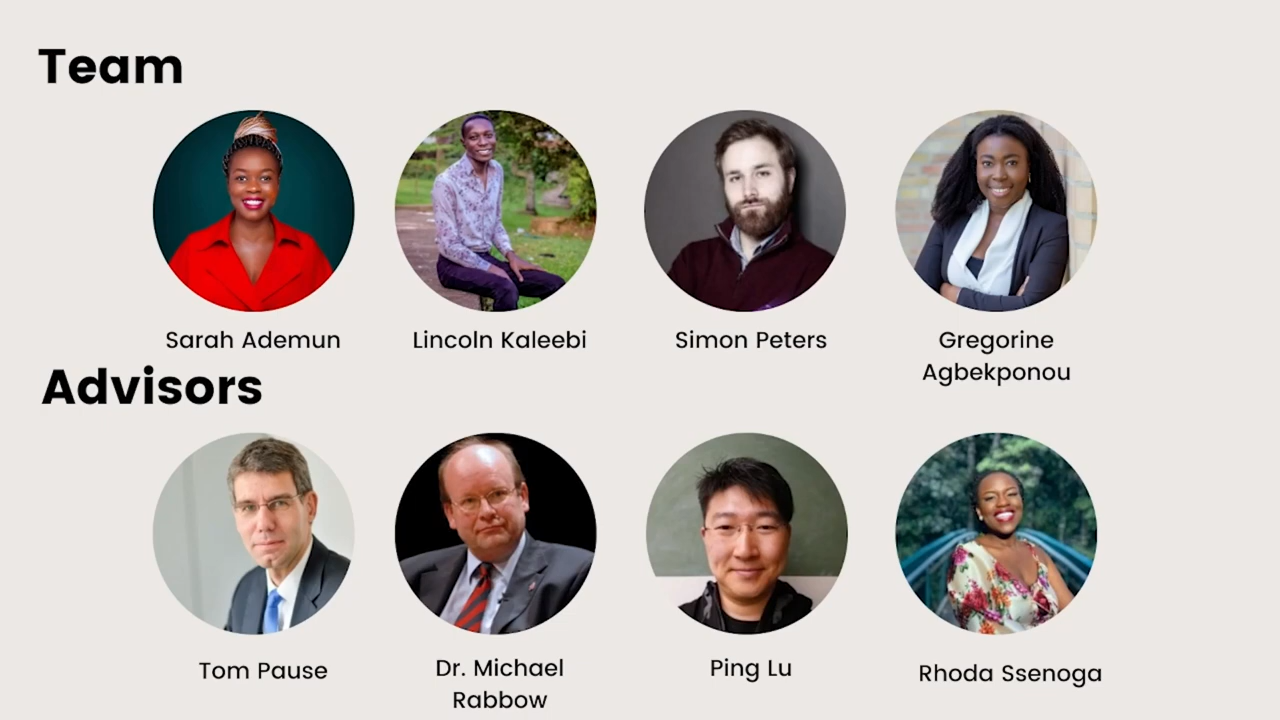 Team
Sarah Ademun
Lincoln Kaleebi
Simon Peters
Gregorine
Agbekponou
Advisors
Tom Pause
Dr. Michael
Rabbow
Ping Lu
Rhoda Ssenoga